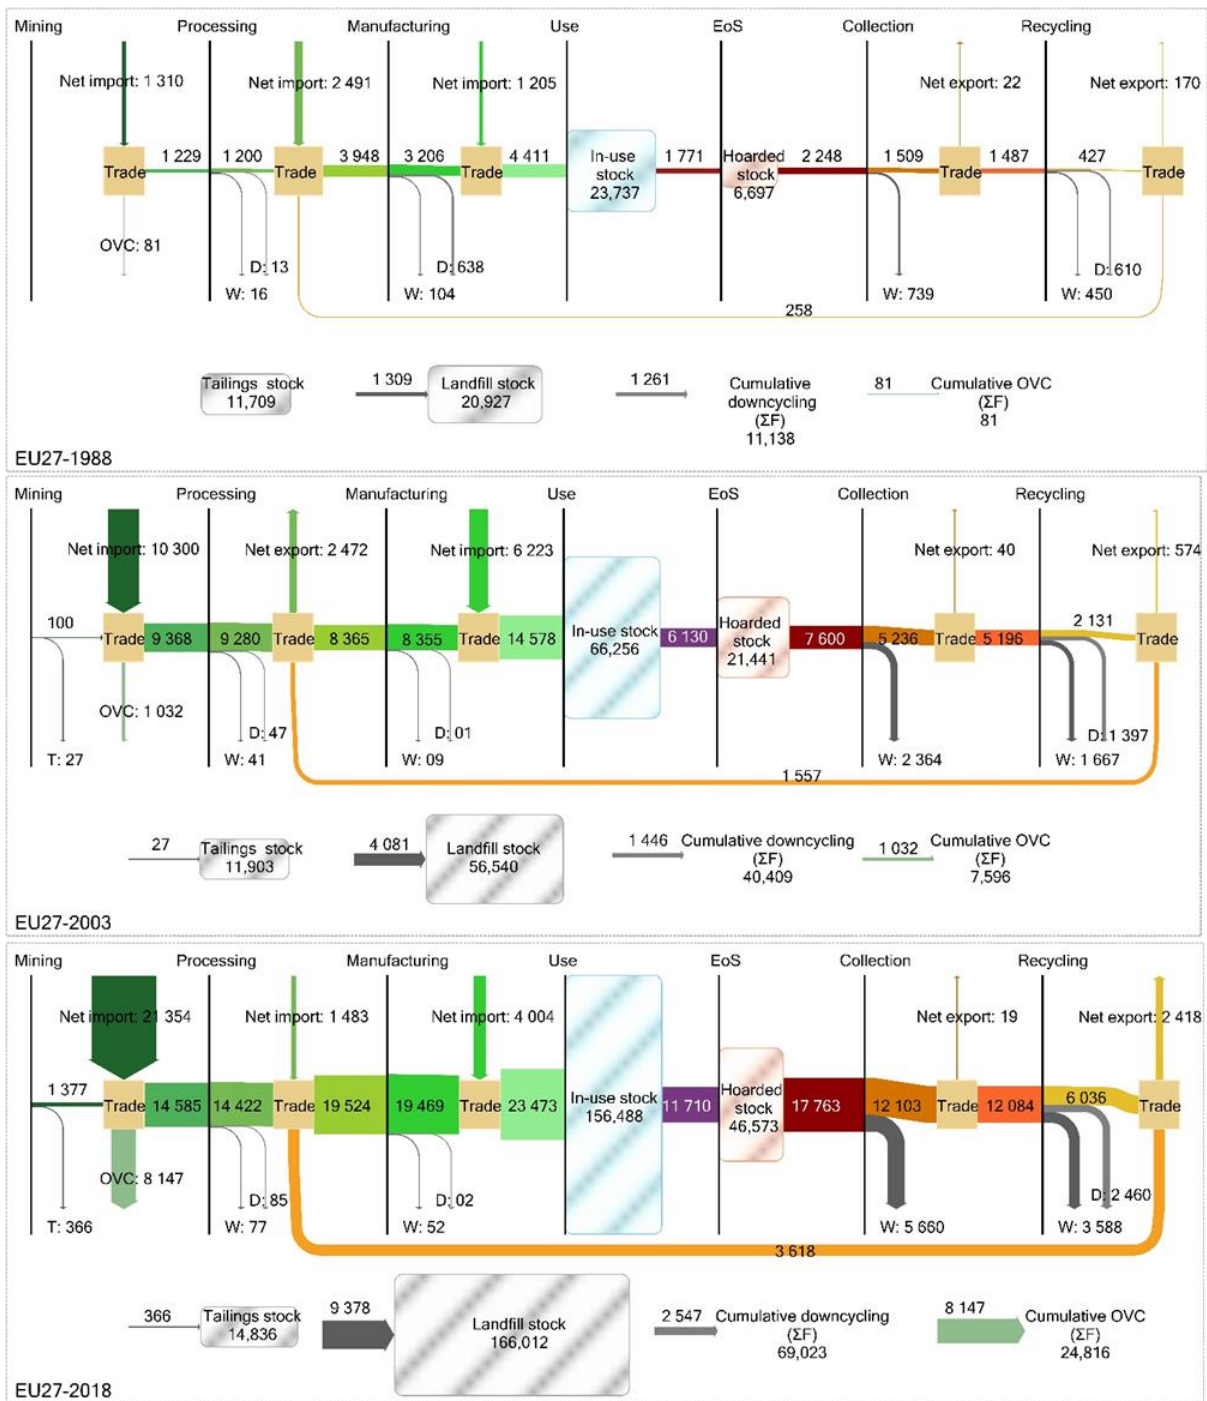 Mining Processing Manufacturing Use EoS Collection Recycling
Net import: 1 310 Net import: 2 491 Net import: 1 205 Net export: 22 Net export: 170
Trade 1 229 1 200 Trade 3 948 3 206 Trade 4 411 In-use stock 23,737 1 771 Hoarded stock 6,697 2 248 1 509 Trade 1 487 427 Trade
OVC: 81 D: 13 D: 638 D: 610
W: 16 W: 104 W: 739 W: 450
258
Tailings stock 11,709 1 309 Landfill stock 20,927 1 261 Cumulative downcycling (ΣF) 11,138 81 Cumulative OVC (ΣF) 81
EU27-1988
Mining Processing Manufacturing Use EoS Collection Recycling
Net import: 10 300 Net export: 2 472 Net import: 6 223 Net export: 40 Net export: 574
100 Trade 9 368 9 280 Trade 8 365 8 355 Trade 14 578 In-use stock 66,256 6 130 Hoarded stock 21,441 7 600 5 236 Trade 5 196 2 131 Trade
OVC: 1 032 D: 47 D: 01 D: 1 397
T: 27 W: 41 W: 09 W: 2 364 W: 1 667
1 557
27 Tailings stock 11,903 4 081 Landfill stock 56,540 1 446 Cumulative downcycling (ΣF) 40,409 1 032 Cumulative OVC (ΣF) 7,596
EU27-2003
Mining Processing Manufacturing Use EoS Collection Recycling
Net import: 21 354 Net import: 1 483 Net import: 4 004 Net export: 19 Net export: 2 418
1 377 Trade 14 585 14 422 Trade 19 524 19 469 Trade 23 473 In-use stock 156,488 11 710 Hoarded stock 46,573 17 763 12 103 Trade 12 084 6 036 Trade
OVC: 8 147 D: 85 D: 02 D: 2 460
T: 366 W: 77 W: 52 W: 5 660 W: 3 588
3 618
366 Tailings stock 14,836 9 378 Landfill stock 166,012 2 547 Cumulative downcycling (ΣF) 69,023 8 147 Cumulative OVC (ΣF) 24,816
EU27-2018